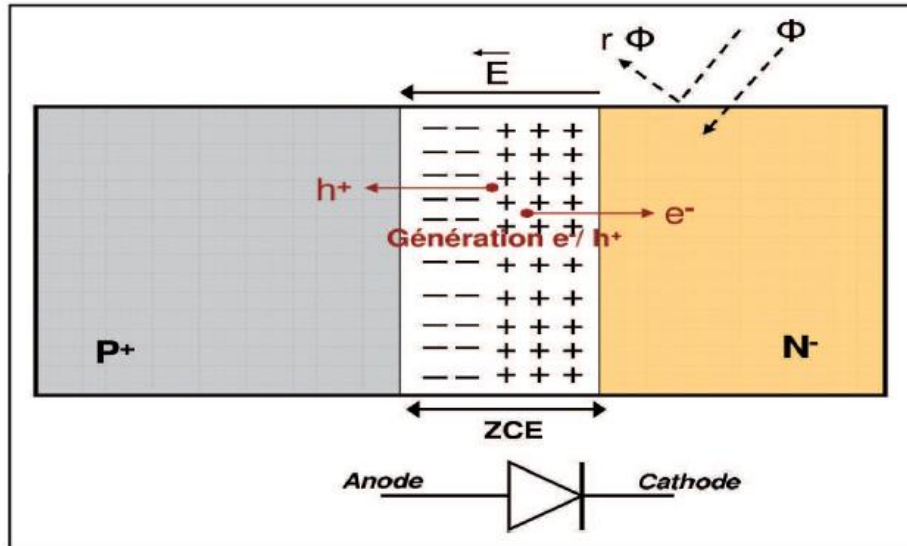 r Φ Φ
E
h⁺
e⁻
Génération e⁻/ h⁺
P⁺
N⁻
ZCE
Anode
Cathode